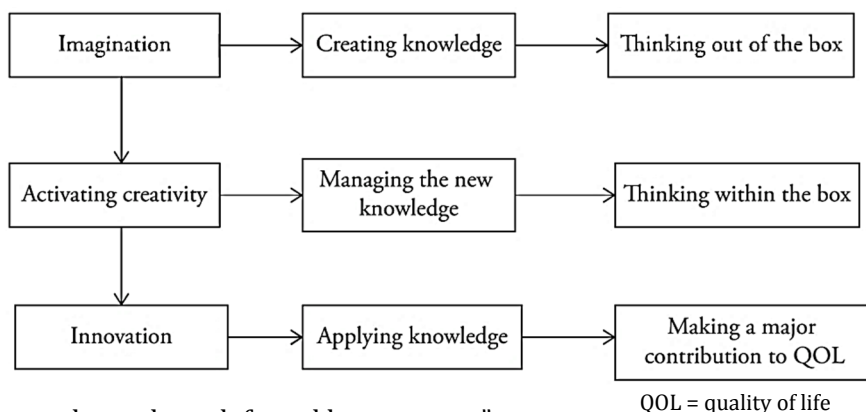 Imagination
Creating knowledge
Thinking out of the box
Activating creativity
Managing the new
knowledge
Thinking within the box
Innovation
Applying knowledge
Making a major
contribution to QOL
QOL = quality of life